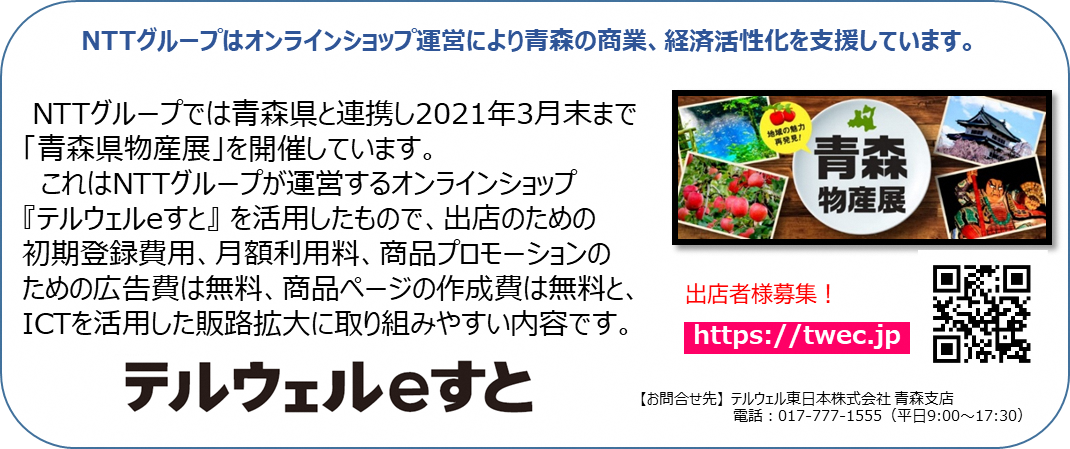 NTTグループはオンラインショップ運営により青森の商業、経済活性化を支援しています。
NTTグループでは青森県と連携し2021年3月末まで
「青森県物産展」を開催しています。
これはNTTグループが運営するオンラインショップ
『テルウェルeすと』を活用したもので、出店のための
初期登録費用、月額利用料、商品プロモーションの
ための広告費は無料、商品ページの作成費は無料と、
ICTを活用した販路拡大に取り組みやすい内容です。
テルウェルeすと
地域の魅力
再発見!
青森
物産展
出店者様募集！
https://twec.jp
【お問合せ先】テルウェル東日本株式会社 青森支店
電話：017-777-1555（平日9:00～17:30）